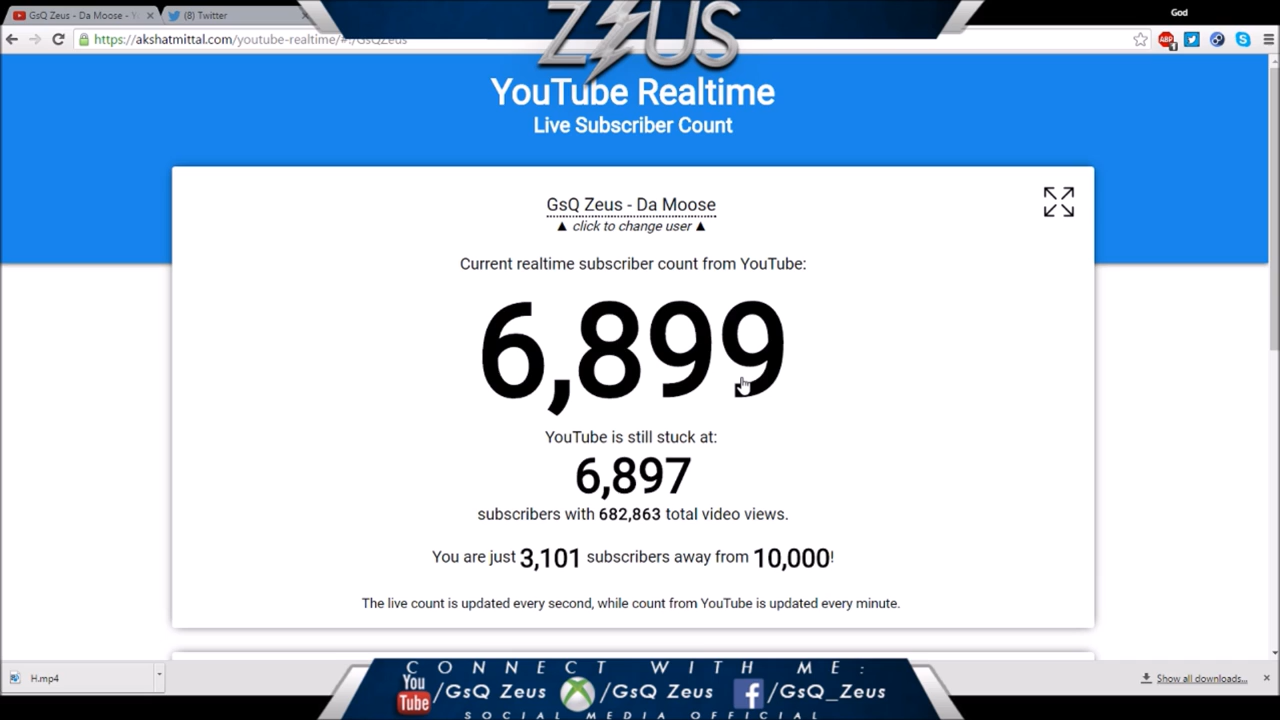 GsQ Zeus - Da Moose - Y
(8) Twitter
ZEUS
God
https://akshatmittal.com/youtube-realtime/#!/GsQZeus
ABP
1
YouTube Realtime
Live Subscriber Count
GsQ Zeus - Da Moose
▲ click to change user ▲
Current realtime subscriber count from YouTube:
6,899
YouTube is still stuck at:
6,897
subscribers with 682,863 total video views.
You are just 3,101 subscribers away from 10,000!
The live count is updated every second, while count from YouTube is updated every minute.
H.mp4
Show all downloads...
CONNECT WITH ME:
You Tube /GsQ Zeus /GsQ Zeus f /GsQ_Zeus
SOCIAL MEDIA OFFICIAL